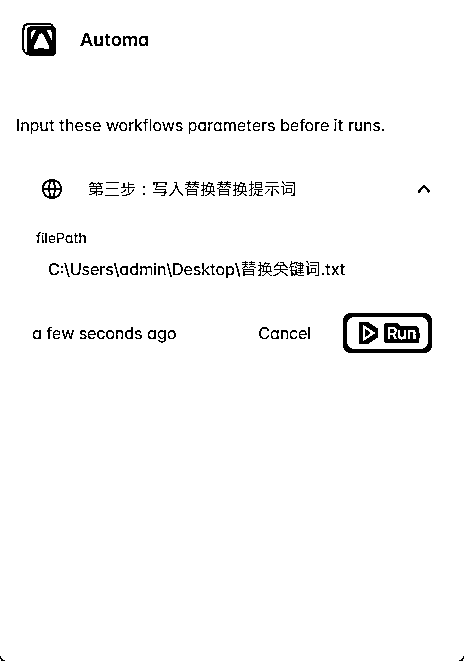 Automa
Input these workflows parameters before it runs.
第三步：写入替换替换提示词
filePath
C:\Users\admin\Desktop\替换关键词.txt
a few seconds ago
Cancel
Run